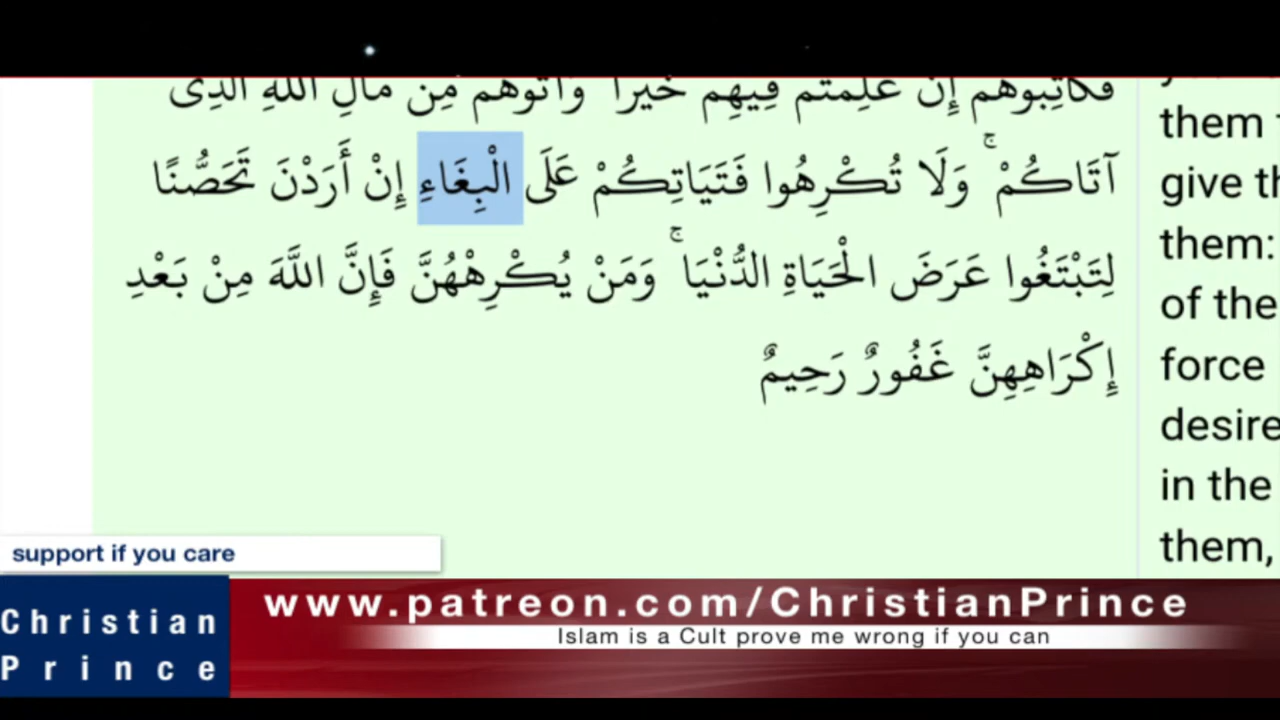 فَكَاتِبُوهُمْ إِنْ عَلِمْتُمْ فِيهِمْ خَيْرًا ۖ وَآتُوهُمْ مِنْ مَالِ اللَّهِ الَّذِى
آتَاكُمْ ۚ وَلَا تُكْرِهُوا فَتَيَاتِكُمْ عَلَى الْبِغَاءِ إِنْ أَرَدْنَ تَحَصُّنًا
لِتَبْتَغُوا عَرَضَ الْحَيَاةِ الدُّنْيَا ۚ وَمَنْ يُكْرِهْهُنَّ فَإِنَّ اللَّهَ مِنْ بَعْدِ
إِكْرَاهِهِنَّ غَفُورٌ رَحِيمٌ
them
give th
them:
of the
force
desire
in the
them,
support if you care
Christian
Prince
www.patreon.com/ChristianPrince
Islam is a Cult prove me wrong if you can